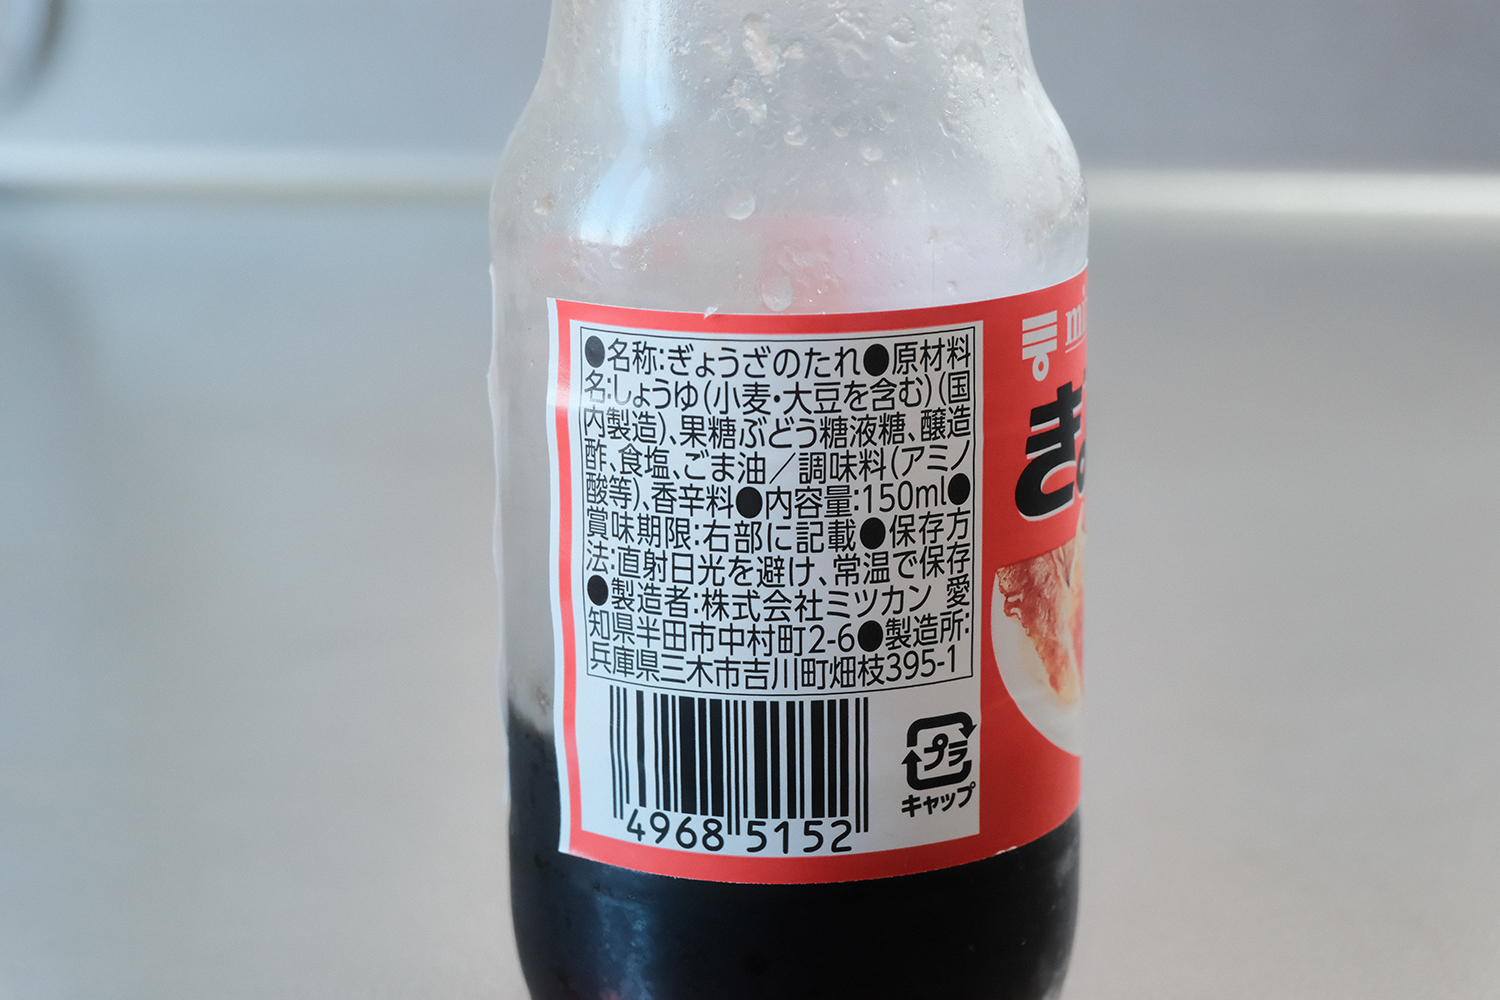 ●名称:ぎょうざのたれ●原材料
名:しょうゆ(小麦・大豆を含む)(国
内製造)、果糖ぶどう糖液糖、醸造
酢、食塩、ごま油／調味料(アミノ
酸等)、香辛料●内容量:150ml●
賞味期限:右部に記載●保存方
法:直射日光を避け、常温で保存
●製造者:株式会社ミツカン 愛
知県半田市中村町2-6●製造所:
兵庫県三木市吉川町畑枝395-1
4968 5152
プラ
キャップ
mi
ぎょ